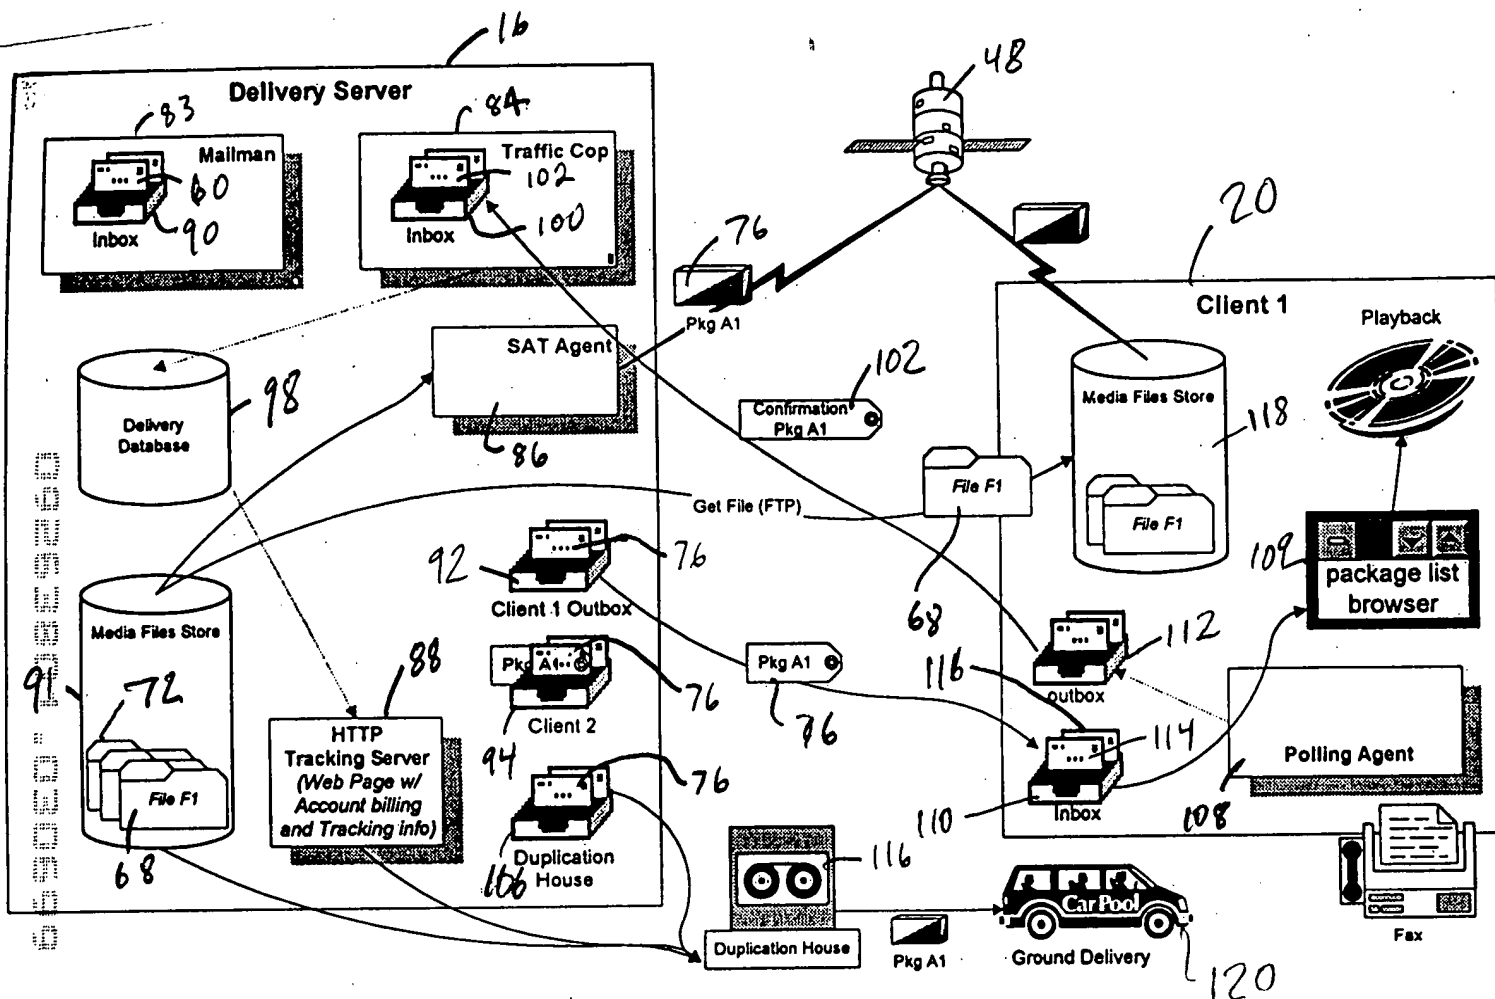 16
Delivery Server
83
Mailman
60
Inbox
90
84
Traffic Cop
102
Inbox
100
48
76
Pkg A1
20
Client 1
Playback
SAT Agent
86
Delivery
Database
98
102
Confirmation
Pkg A1
Media Files Store
118
File F1
File F1
68
Get File (FTP)
92
76
Client 1 Outbox
109
package list
browser
Media Files Store
91
72
File F1
68
88
HTTP
Tracking Server
(Web Page w/
Account billing
and Tracking info)
Pkg A1
76
Client 2
94
76
Duplication
House
106
Pkg A1
76
112
outbox
116
114
110
Inbox
Polling Agent
108
116
Duplication House
Pkg A1
Car Pool
Ground Delivery
120
Fax